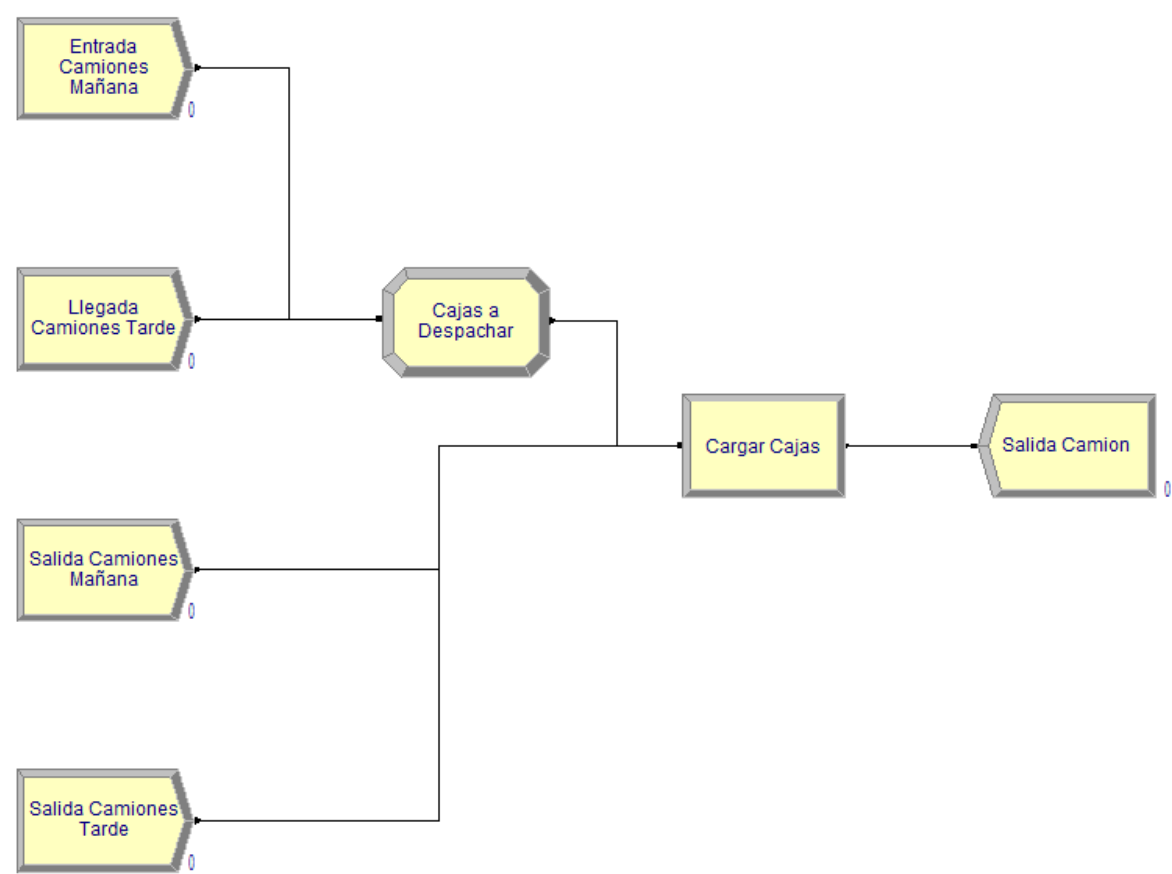 Entrada
Camiones
Mañana
0
Llegada
Camiones Tarde
0
Cajas a
Despachar
Cargar Cajas
Salida Camion
0
Salida Camiones
Mañana
0
Salida Camiones
Tarde
0